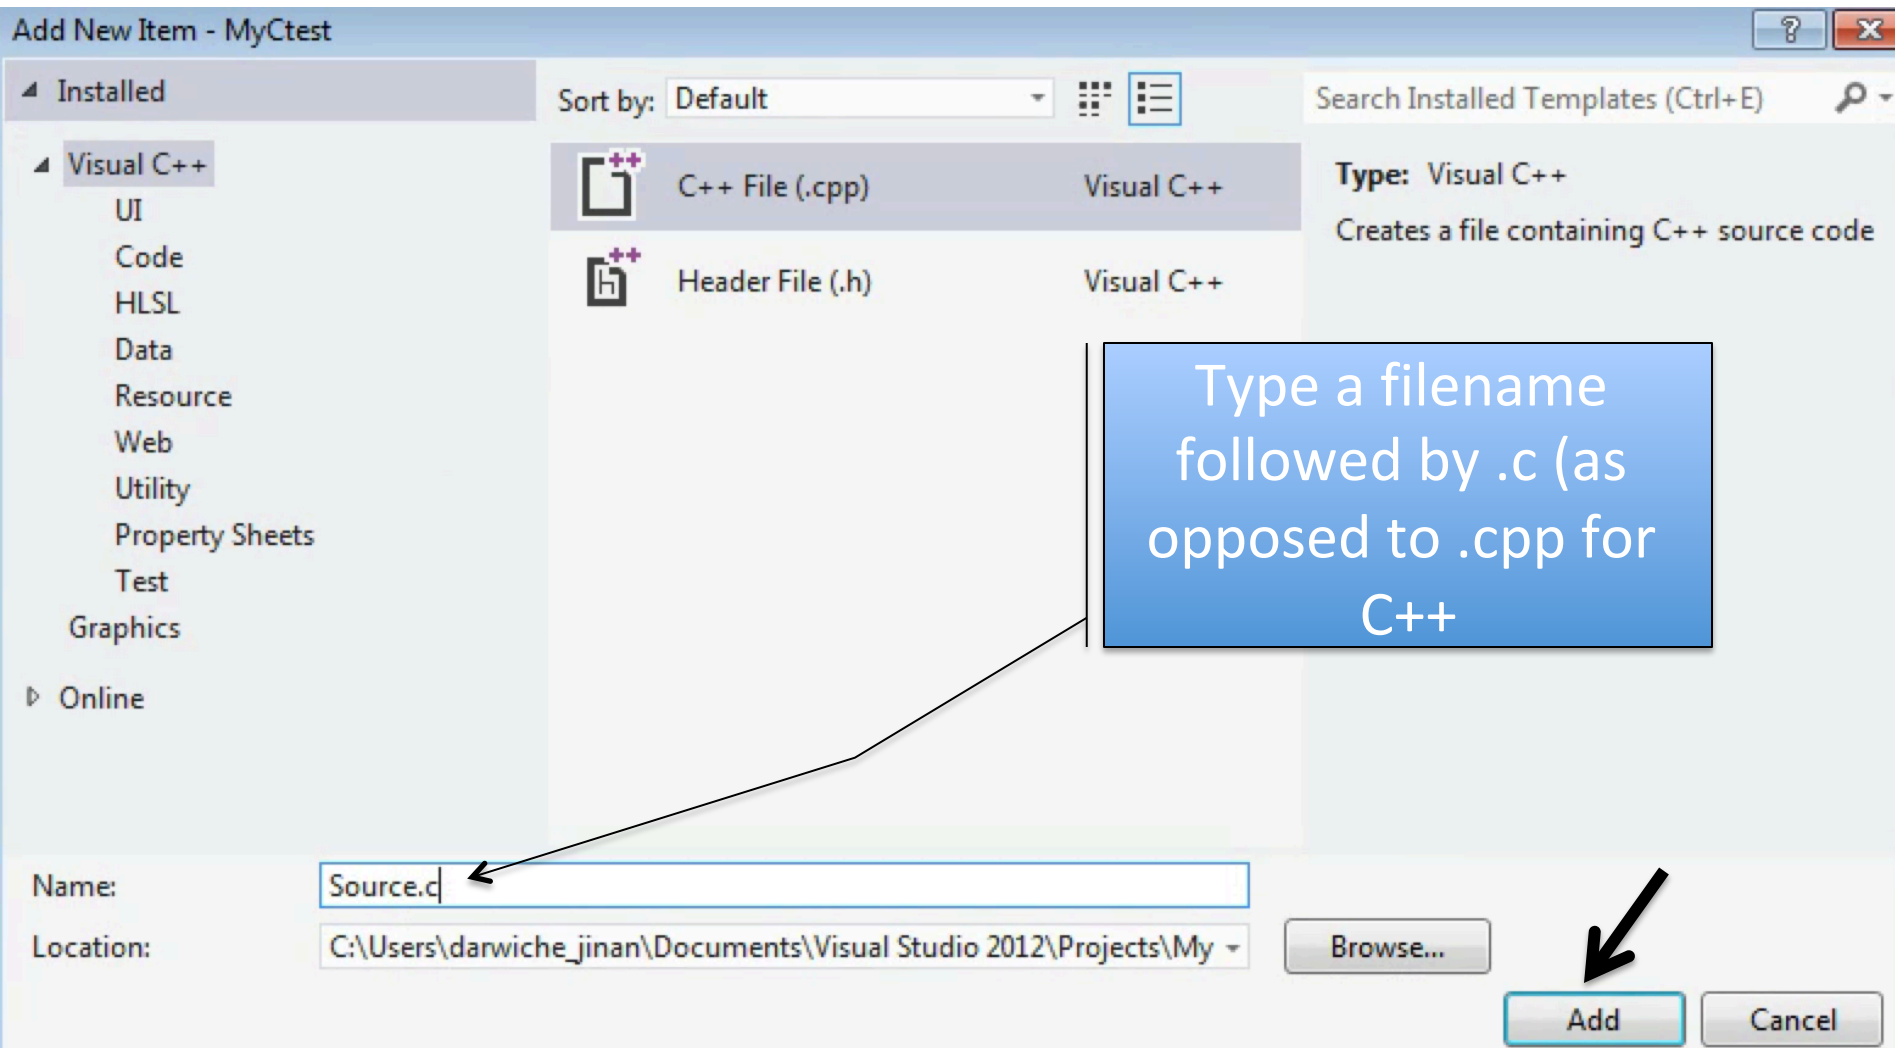 Add New Item - MyCtest
?
Installed
Sort by: Default
Search Installed Templates (Ctrl+E)
Visual C++
UI
Code
HLSL
Data
Resource
Web
Utility
Property Sheets
Test
Graphics
Online
C++ File (.cpp) Visual C++
Header File (.h) Visual C++
Type: Visual C++
Creates a file containing C++ source code
Type a filename
followed by .c (as
opposed to .cpp for
C++
Name: Source.c
Location: C:\Users\darwiche_jinan\Documents\Visual Studio 2012\Projects\My
Browse...
Add Cancel